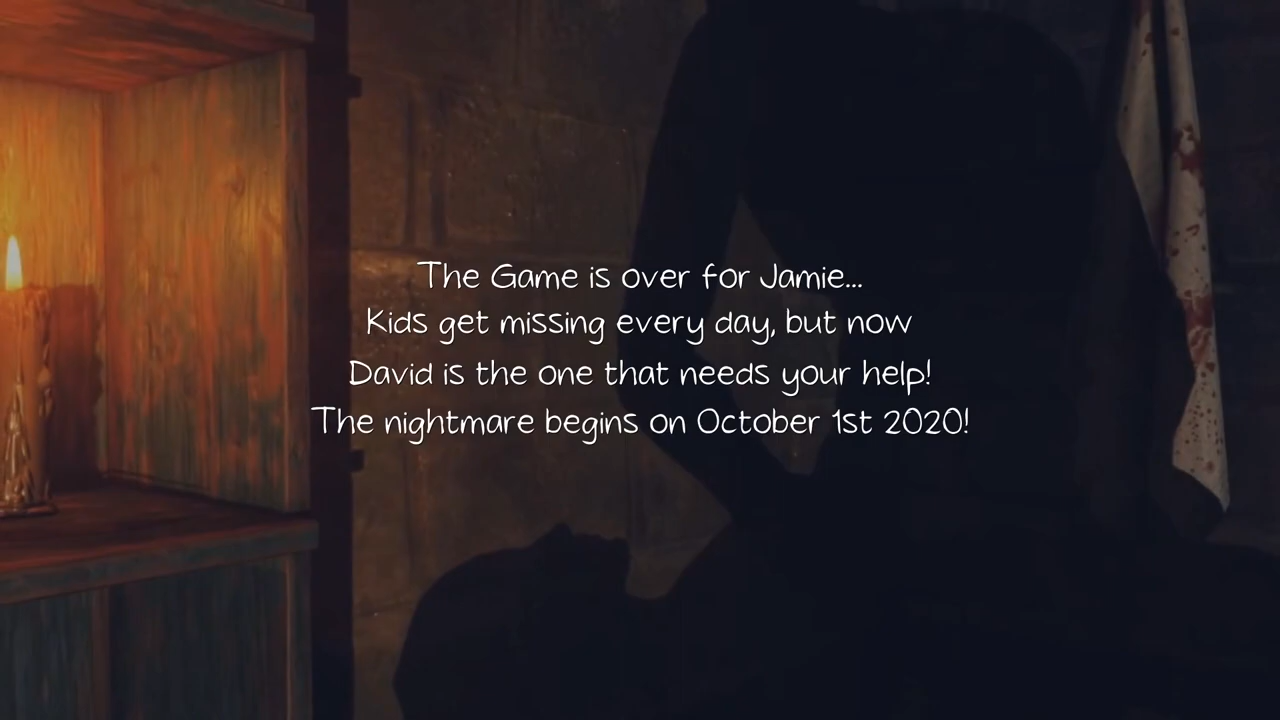 The Game is over for Jamie...
Kids get missing every day, but now
David is the one that needs your help!
The nightmare begins on October 1st 2020!